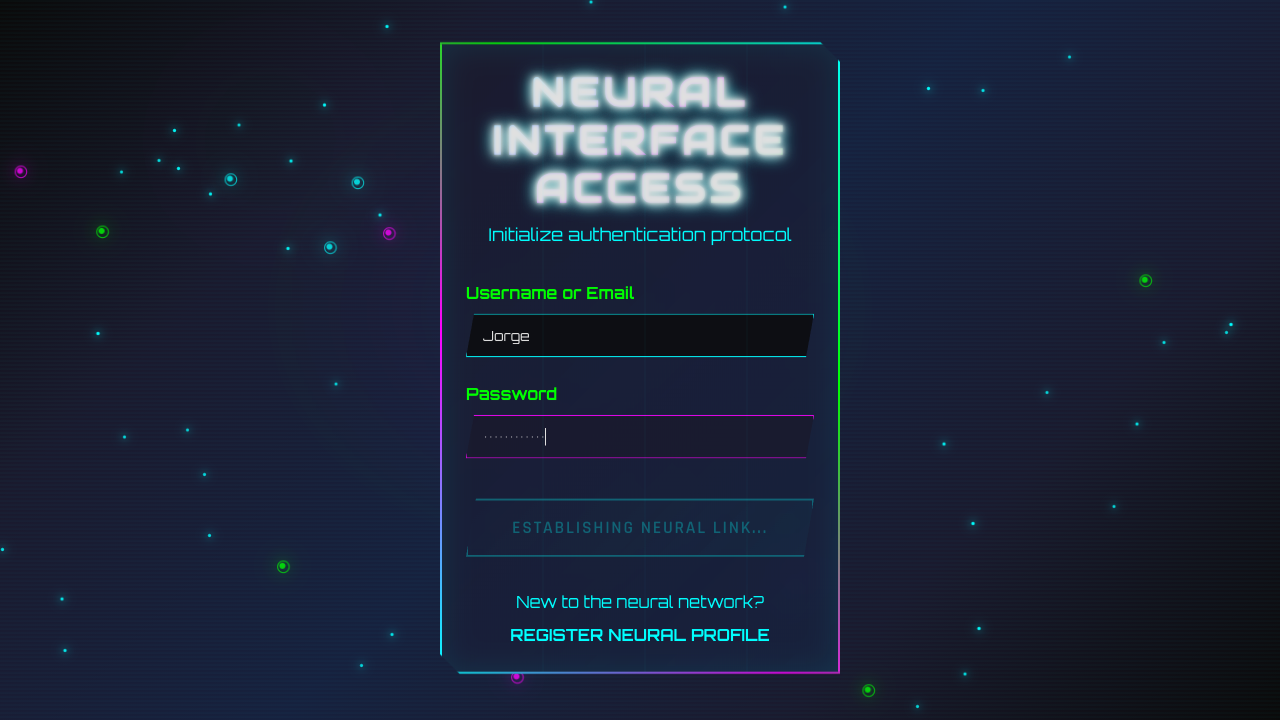 NEURAL
INTERFACE
ACCESS
Initialize authentication protocol
Username or Email
Jorge
Password
············
ESTABLISHING NEURAL LINK...
New to the neural network?
REGISTER NEURAL PROFILE